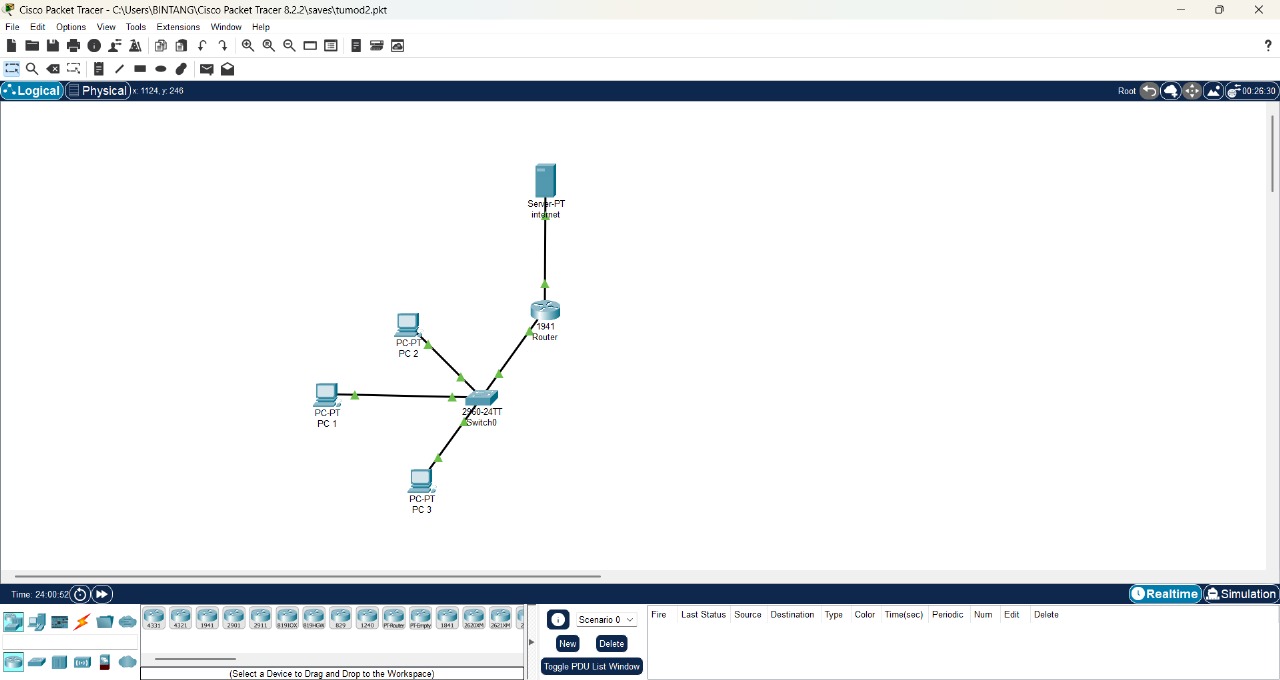 Cisco Packet Tracer - C:\Users\BINTANG\Cisco Packet Tracer 8.2.2\saves\tumod2.pkt
File Edit Options View Tools Extensions Window Help
?
Logical Physical x: 1124, y: 246 Root 00:26:30
Server-PT
internet
1941
Router
PC-PT
PC 2
PC-PT
PC 1
2960-24TT
Switch0
PC-PT
PC 3
Time: 24:00:52 Realtime Simulation
4331 4321 1941 2901 2911 819IOX 819HGW 829 1240 PT-Router PT-Empty 1841 2620XM 2621XM 2
Scenario 0
New Delete
Toggle PDU List Window
Fire Last Status Source Destination Type Color Time(sec) Periodic Num Edit Delete
(Select a Device to Drag and Drop to the Workspace)